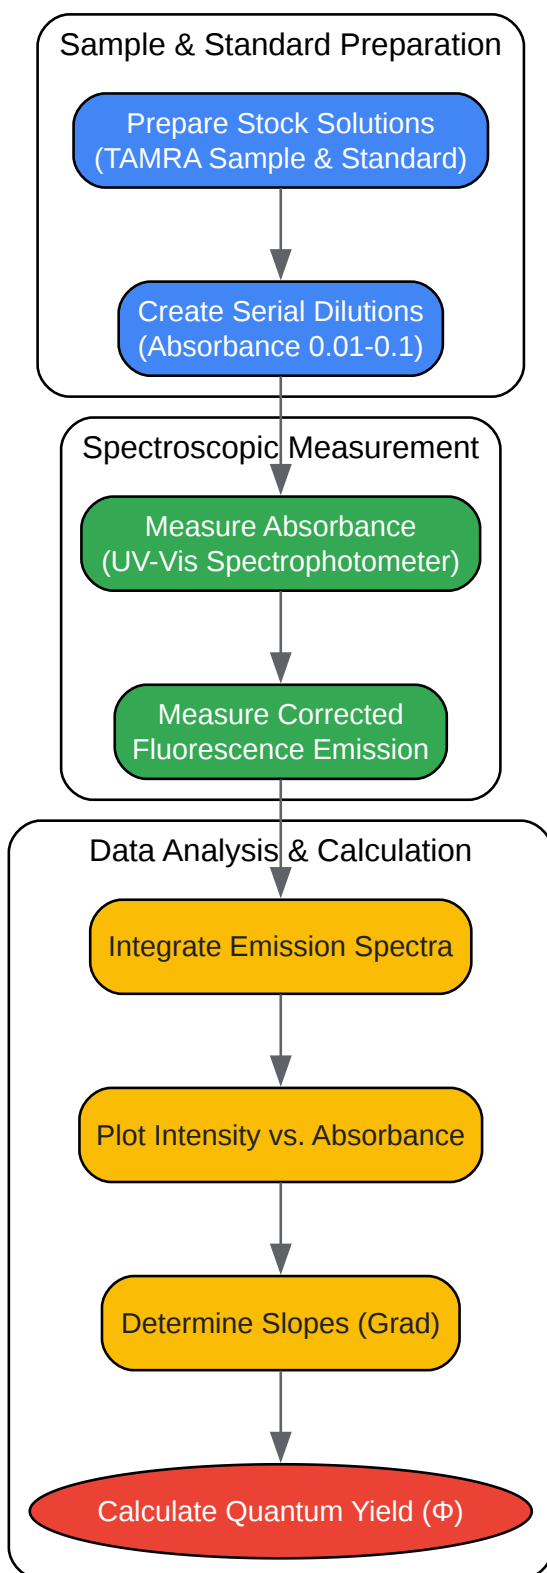 Sample & Standard Preparation
Prepare Stock Solutions
(TAMRA Sample & Standard)
Create Serial Dilutions
(Absorbance 0.01-0.1)
Spectroscopic Measurement
Measure Absorbance
(UV-Vis Spectrophotometer)
Measure Corrected
Fluorescence Emission
Data Analysis & Calculation
Integrate Emission Spectra
Plot Intensity vs. Absorbance
Determine Slopes (Grad)
Calculate Quantum Yield (Φ)